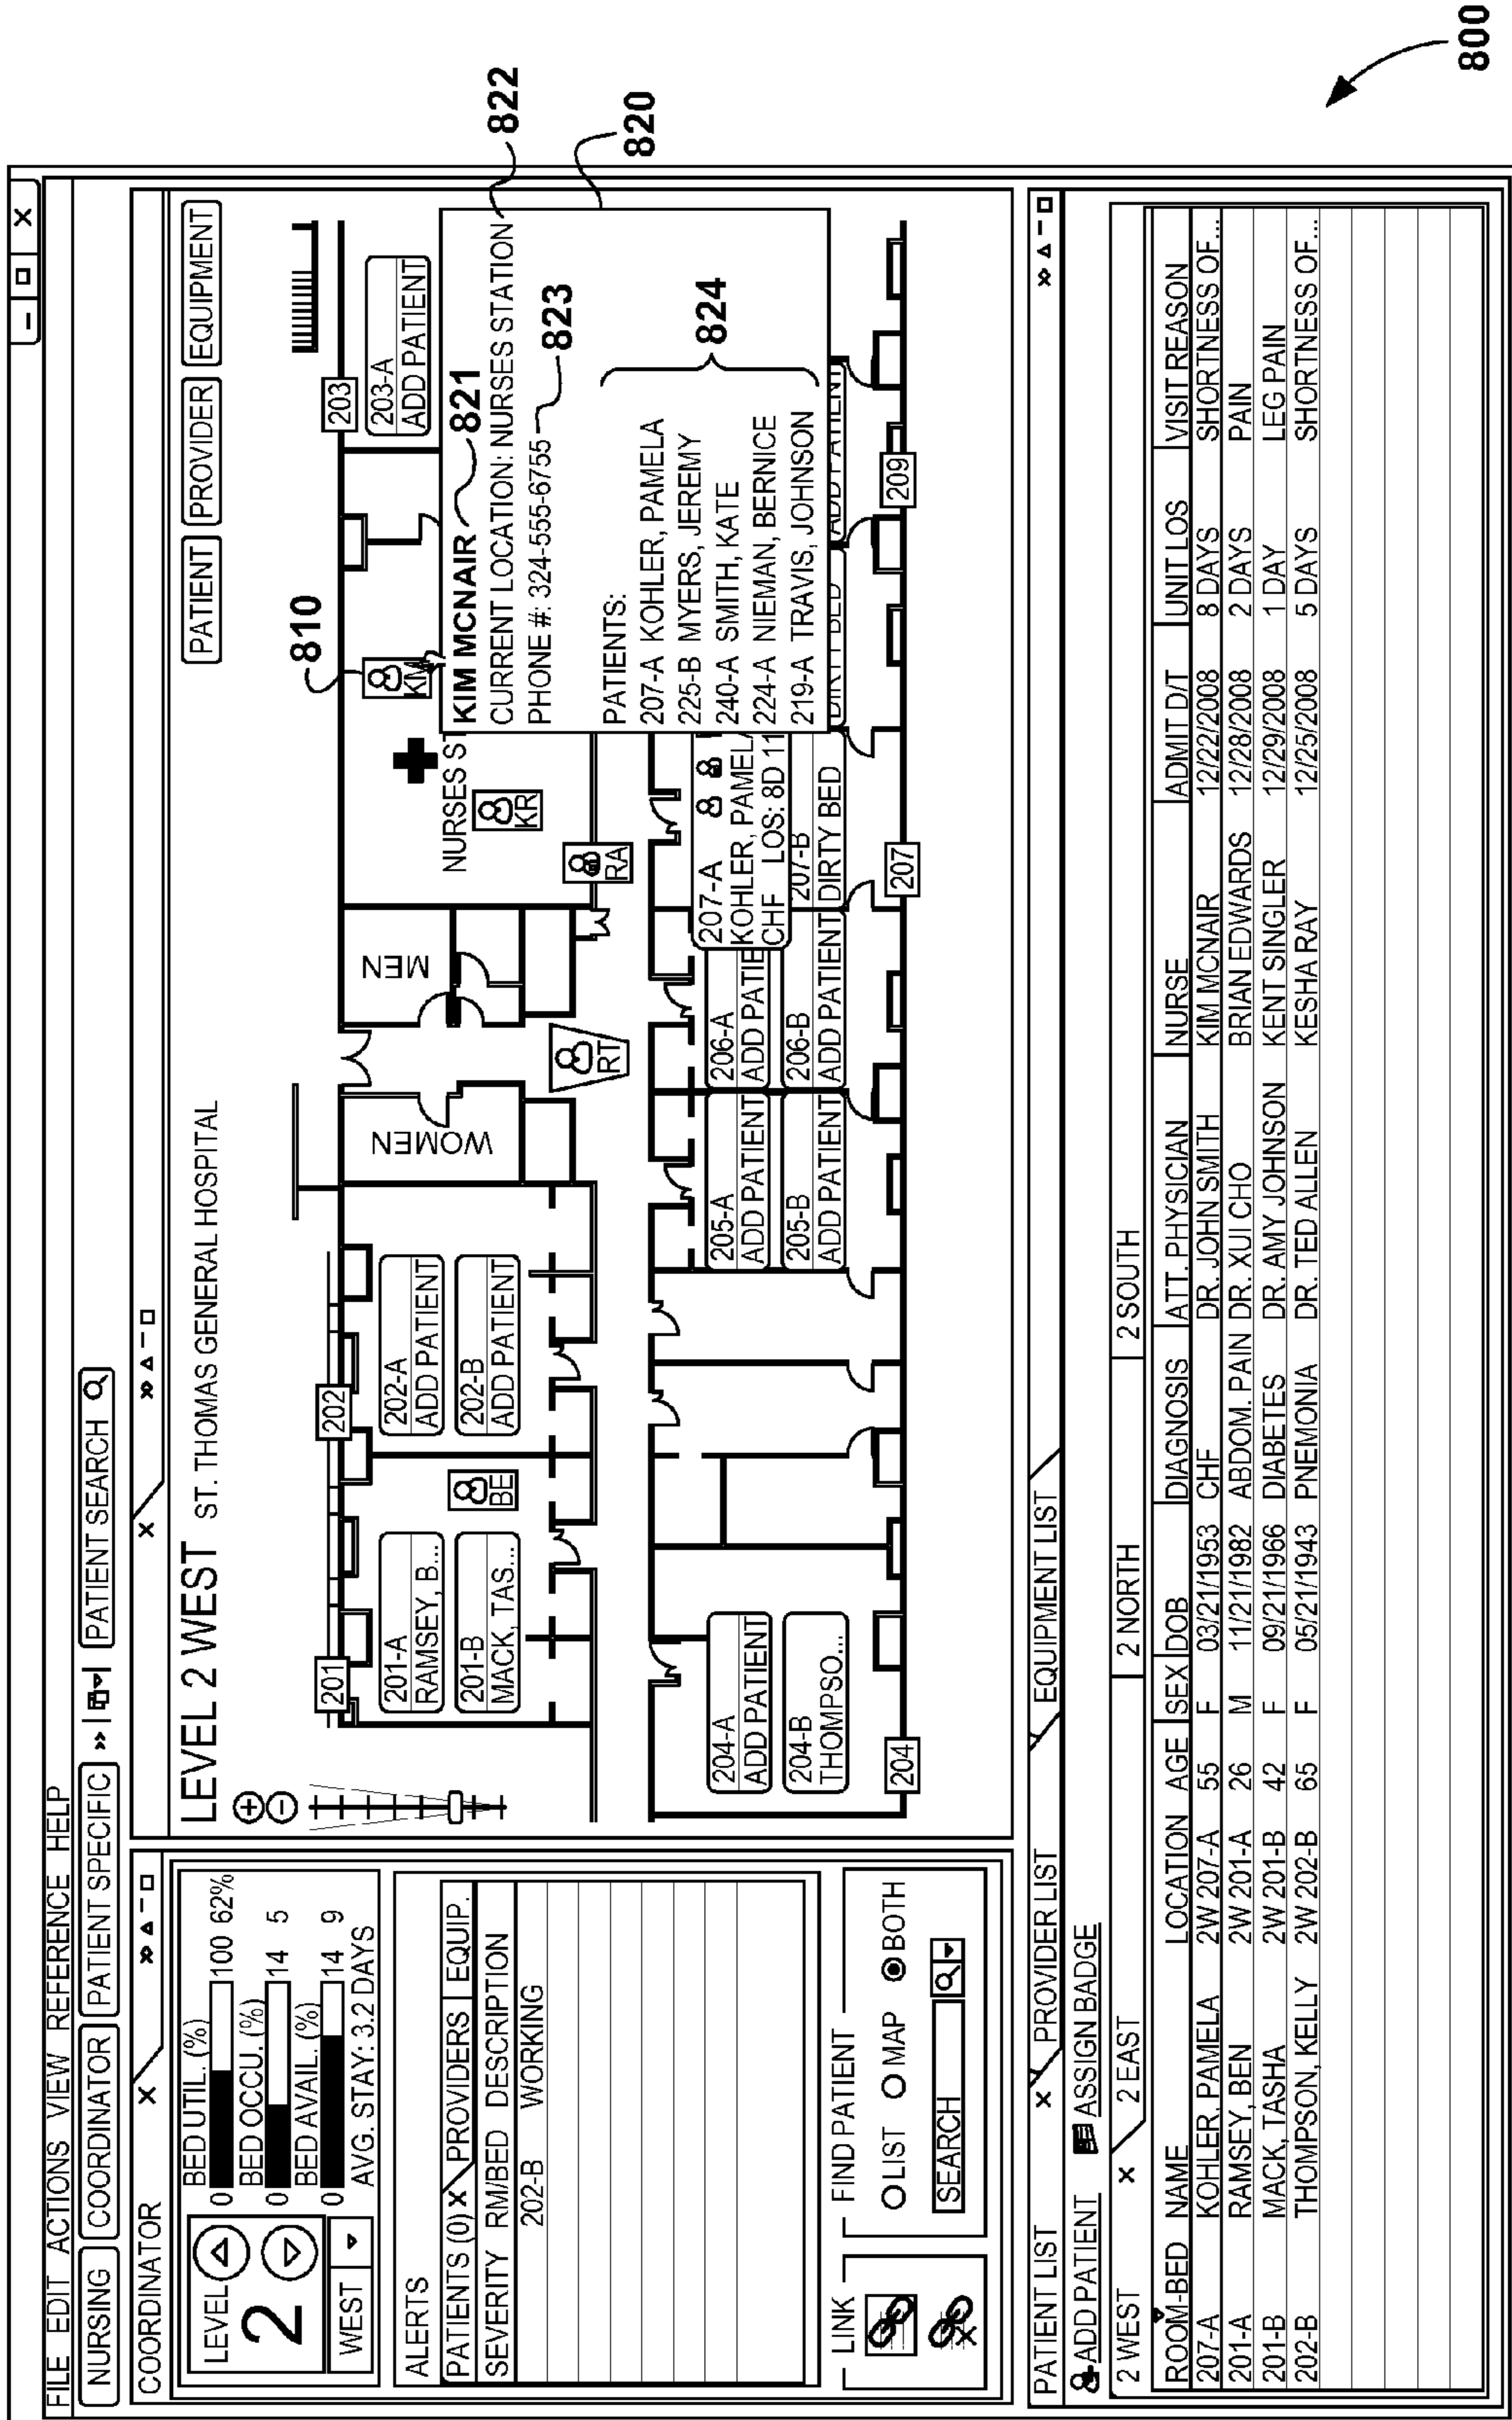 FILE EDIT ACTIONS VIEW REFERENCE HELP
NURSING COORDINATOR PATIENT SPECIFIC PATIENT SEARCH
COORDINATOR
LEVEL
2
WEST
BED UTIL. (%)
0 100 62%
BED OCCU. (%)
0 14 5
BED AVAIL. (%)
0 14 9
AVG. STAY: 3.2 DAYS
ALERTS
PATIENTS (0) X PROVIDERS EQUIP.
SEVERITY RM/BED DESCRIPTION
202-B WORKING
LINK
FIND PATIENT
LIST MAP BOTH
SEARCH
LEVEL 2 WEST ST. THOMAS GENERAL HOSPITAL
PATIENT PROVIDER EQUIPMENT
201
202
203
201-A
RAMSEY, B...
201-B
MACK, TAS...
BE
202-A
ADD PATIENT
202-B
ADD PATIENT
WOMEN
MEN
RT
NURSES ST
KR
RA
KM
810
203-A
ADD PATIENT
KIM MCNAIR 821
CURRENT LOCATION: NURSES STATION 822
PHONE #: 324-555-6755 823
820
PATIENTS:
207-A KOHLER, PAMELA
225-B MYERS, JEREMY
240-A SMITH, KATE
224-A NIEMAN, BERNICE
219-A TRAVIS, JOHNSON
824
204-A
ADD PATIENT
204-B
THOMPSO...
205-A
ADD PATIENT
205-B
ADD PATIENT
206-A
ADD PATIE
206-B
ADD PATIENT
207-A
KOHLER, PAMELA
CHF LOS: 8D 11
207-B
DIRTY BED
DIRTY BED
ADD PATIENT
204
207
209
PATIENT LIST X PROVIDER LIST EQUIPMENT LIST
ADD PATIENT ASSIGN BADGE
2 WEST X 2 EAST 2 NORTH 2 SOUTH
ROOM-BED NAME LOCATION AGE SEX DOB DIAGNOSIS ATT. PHYSICIAN NURSE ADMIT D/T UNIT LOS VISIT REASON
207-A KOHLER, PAMELA 2W 207-A 55 F 03/21/1953 CHF DR. JOHN SMITH KIM MCNAIR 12/22/2008 8 DAYS SHORTNESS OF...
201-A RAMSEY, BEN 2W 201-A 26 M 11/21/1982 ABDOM. PAIN DR. XUI CHO BRIAN EDWARDS 12/28/2008 2 DAYS PAIN
201-B MACK, TASHA 2W 201-B 42 F 09/21/1966 DIABETES DR. AMY JOHNSON KENT SINGLER 12/29/2008 1 DAY LEG PAIN
202-B THOMPSON, KELLY 2W 202-B 65 F 05/21/1943 PNEMONIA DR. TED ALLEN KESHA RAY 12/25/2008 5 DAYS SHORTNESS OF...
800